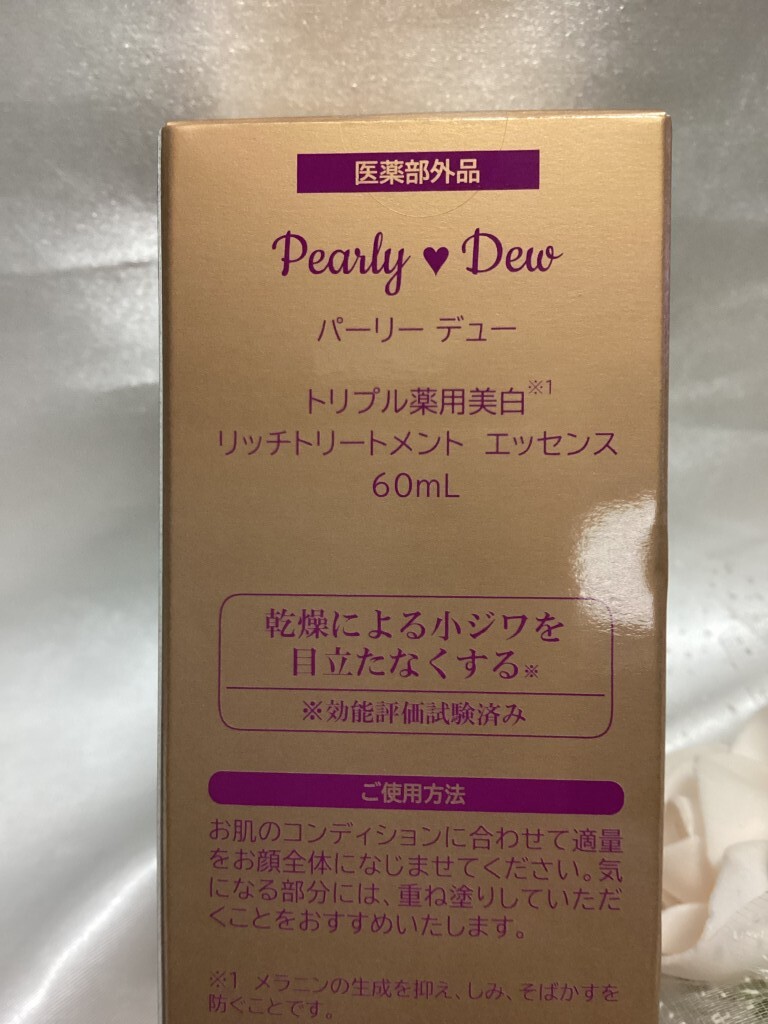 医薬部外品
Pearly ♥ Dew
パーリー デュー
トリプル薬用美白※1
リッチトリートメント エッセンス
60mL
乾燥による小ジワを
目立たなくする※
※効能評価試験済み
ご使用方法
お肌のコンディションに合わせて適量
をお顔全体になじませてください。気
になる部分には、重ね塗りしていただ
くことをおすすめいたします。
※1 メラニンの生成を抑え、しみ、そばかすを
防ぐことです。